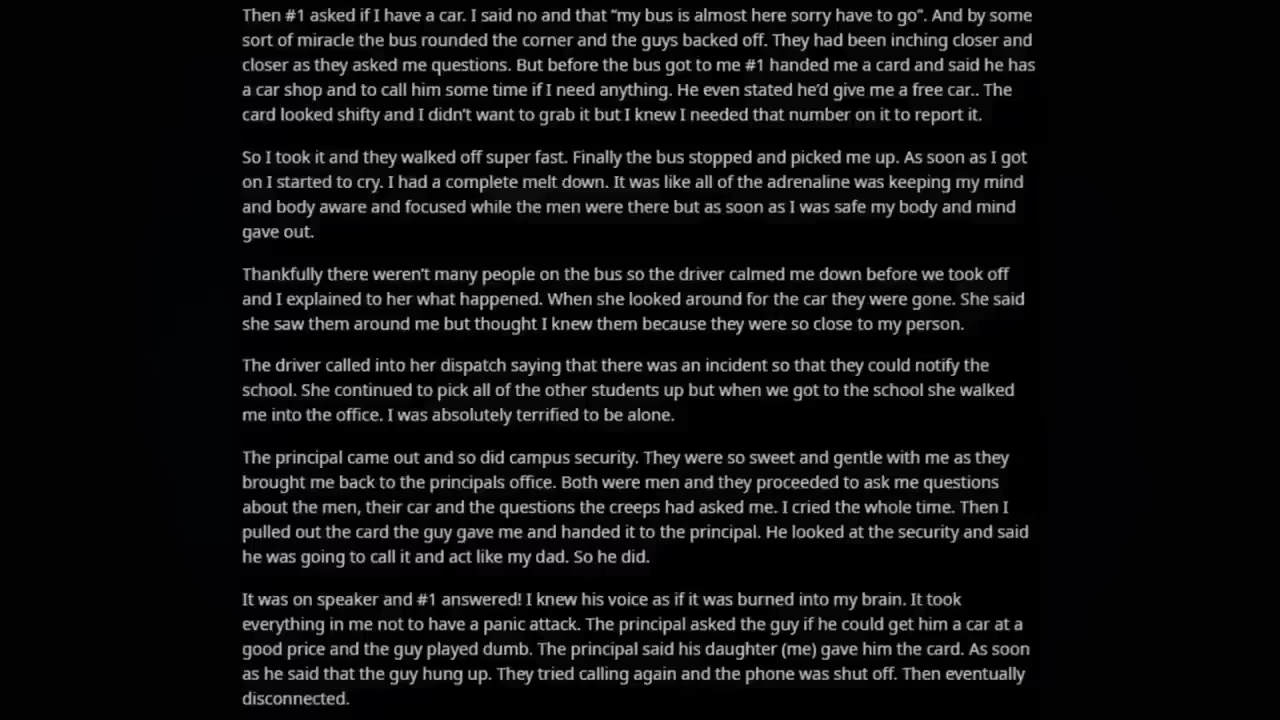 Then #1 asked if I have a car. I said no and that “my bus is almost here sorry have to go”. And by some
sort of miracle the bus rounded the corner and the guys backed off. They had been inching closer and
closer as they asked me questions. But before the bus got to me #1 handed me a card and said he has
a car shop and to call him some time if I need anything. He even stated he’d give me a free car.. The
card looked shifty and I didn’t want to grab it but I knew I needed that number on it to report it.
So I took it and they walked off super fast. Finally the bus stopped and picked me up. As soon as I got
on I started to cry. I had a complete melt down. It was like all of the adrenaline was keeping my mind
and body aware and focused while the men were there but as soon as I was safe my body and mind
gave out.
Thankfully there weren’t many people on the bus so the driver calmed me down before we took off
and I explained to her what happened. When she looked around for the car they were gone. She said
she saw them around me but thought I knew them because they were so close to my person.
The driver called into her dispatch saying that there was an incident so that they could notify the
school. She continued to pick all of the other students up but when we got to the school she walked
me into the office. I was absolutely terrified to be alone.
The principal came out and so did campus security. They were so sweet and gentle with me as they
brought me back to the principals office. Both were men and they proceeded to ask me questions
about the men, their car and the questions the creeps had asked me. I cried the whole time. Then I
pulled out the card the guy gave me and handed it to the principal. He looked at the security and said
he was going to call it and act like my dad. So he did.
It was on speaker and #1 answered! I knew his voice as if it was burned into my brain. It took
everything in me not to have a panic attack. The principal asked the guy if he could get him a car at a
good price and the guy played dumb. The principal said his daughter (me) gave him the card. As soon
as he said that the guy hung up. They tried calling again and the phone was shut off. Then eventually
disconnected.